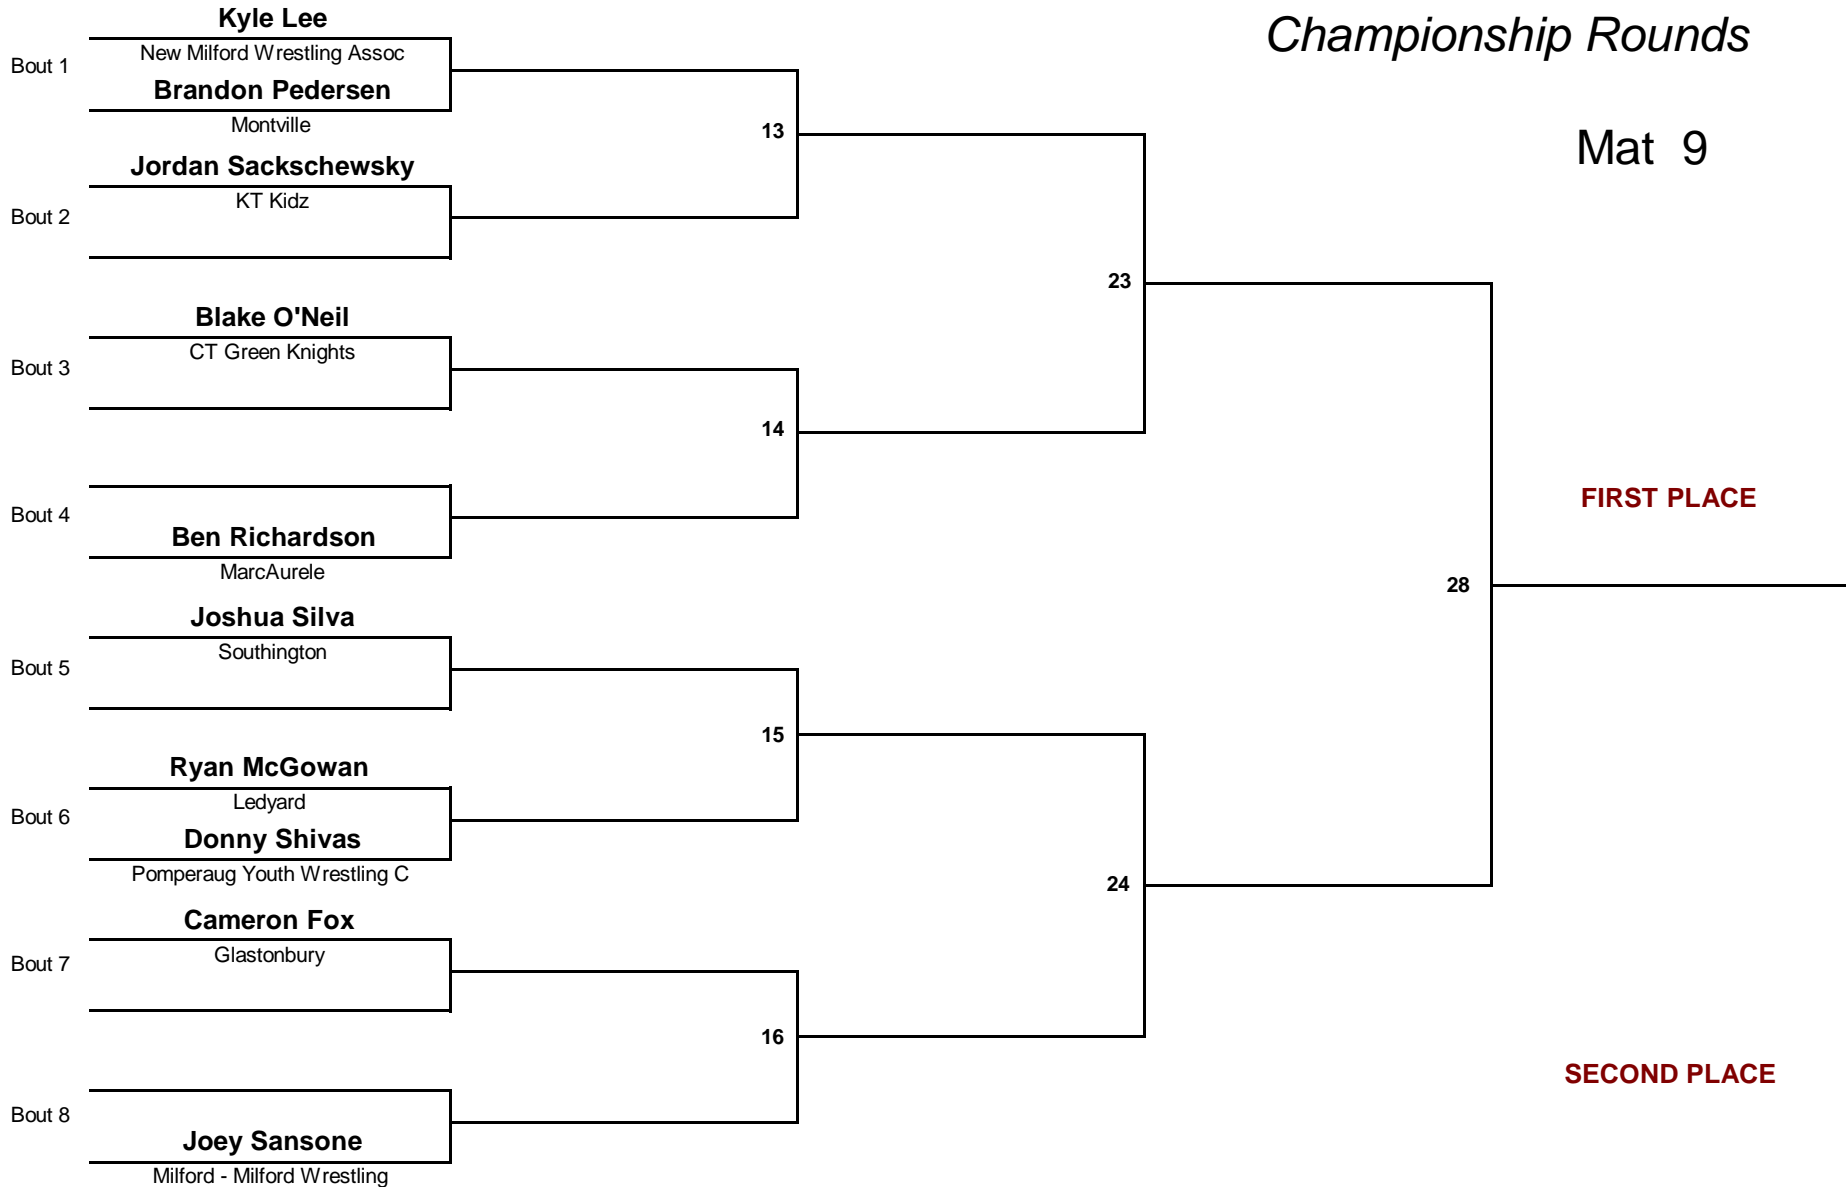 Kyle Lee
Championship Rounds
New Milford Wrestling Assoc
Bout 1
Brandon Pedersen
Montville
13
Mat 9
Jordan Sackschewsky
KT Kidz
Bout 2
23
Blake O'Neil
CT Green Knights
Bout 3
14
FIRST PLACE
Bout 4
Ben Richardson
MarcAurele
28
Joshua Silva
Southington
Bout 5
15
Ryan McGowan
Ledyard
Bout 6
Donny Shivas
Pomperaug Youth Wrestling C
24
Cameron Fox
Glastonbury
Bout 7
16
SECOND PLACE
Bout 8
Joey Sansone
Milford - Milford Wrestling